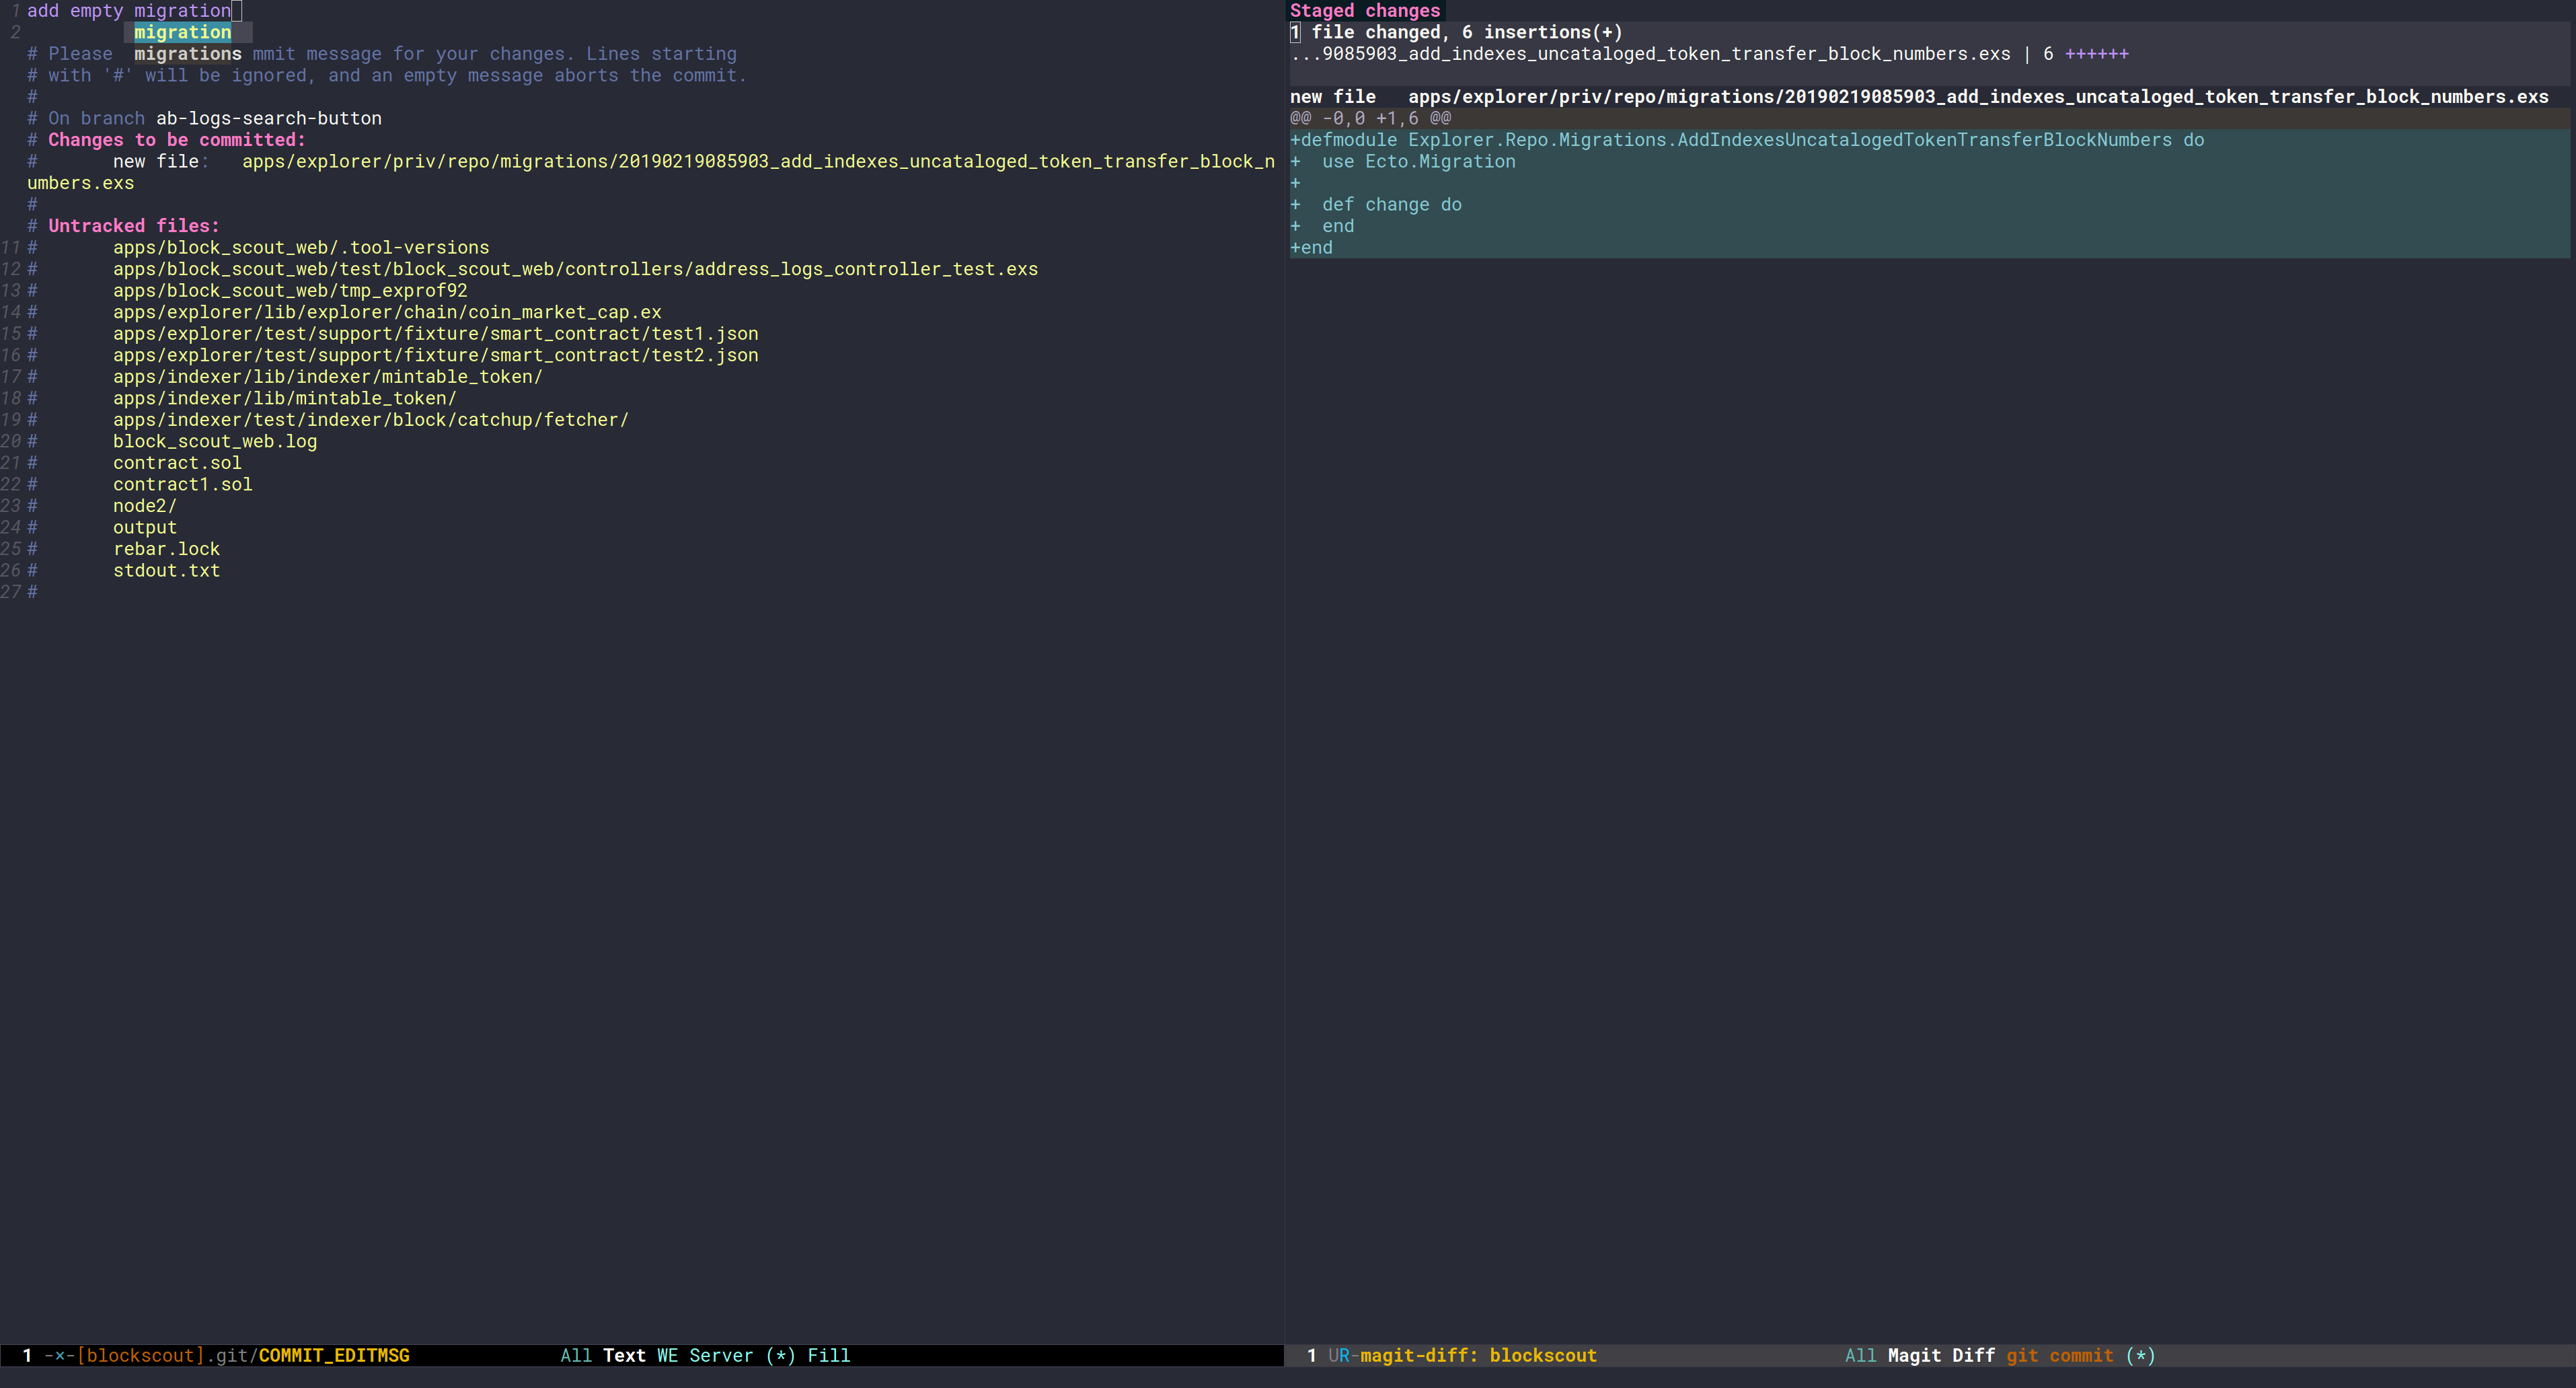 1 add empty migration
2 migration
# Please migrations mmit message for your changes. Lines starting
# with '#' will be ignored, and an empty message aborts the commit.
#
# On branch ab-logs-search-button
# Changes to be committed:
#       new file:   apps/explorer/priv/repo/migrations/20190219085903_add_indexes_uncataloged_token_transfer_block_n
umbers.exs
#
# Untracked files:
11 #       apps/block_scout_web/.tool-versions
12 #       apps/block_scout_web/test/block_scout_web/controllers/address_logs_controller_test.exs
13 #       apps/block_scout_web/tmp_exprof92
14 #       apps/explorer/lib/explorer/chain/coin_market_cap.ex
15 #       apps/explorer/test/support/fixture/smart_contract/test1.json
16 #       apps/explorer/test/support/fixture/smart_contract/test2.json
17 #       apps/indexer/lib/indexer/mintable_token/
18 #       apps/indexer/lib/mintable_token/
19 #       apps/indexer/test/indexer/block/catchup/fetcher/
20 #       block_scout_web.log
21 #       contract.sol
22 #       contract1.sol
23 #       node2/
24 #       output
25 #       rebar.lock
26 #       stdout.txt
27 #
1 -×-[blockscout].git/COMMIT_EDITMSG All Text WE Server (*) Fill
Staged changes
1 file changed, 6 insertions(+)
...9085903_add_indexes_uncataloged_token_transfer_block_numbers.exs | 6 ++++++
new file   apps/explorer/priv/repo/migrations/20190219085903_add_indexes_uncataloged_token_transfer_block_numbers.exs
@@ -0,0 +1,6 @@
+defmodule Explorer.Repo.Migrations.AddIndexesUncatalogedTokenTransferBlockNumbers do
+  use Ecto.Migration
+
+  def change do
+  end
+end
1 UR-magit-diff: blockscout All Magit Diff git commit (*)